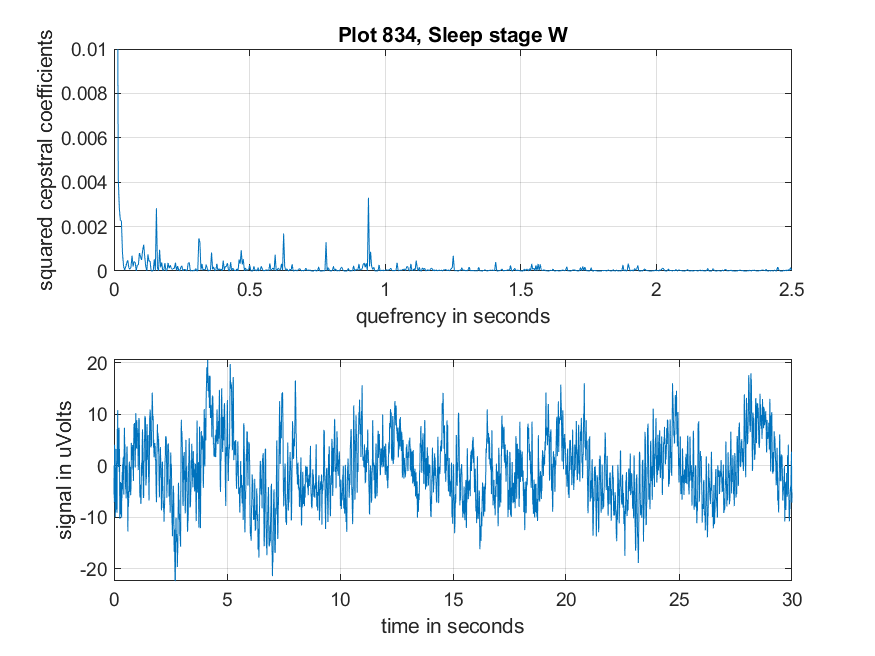 Plot 834, Sleep stage W
squared cepstral coefficients
0.01
0.008
0.006
0.004
0.002
0
0 0.5 1 1.5 2 2.5
quefrency in seconds
signal in uVolts
20
10
0
-10
-20
0 5 10 15 20 25 30
time in seconds